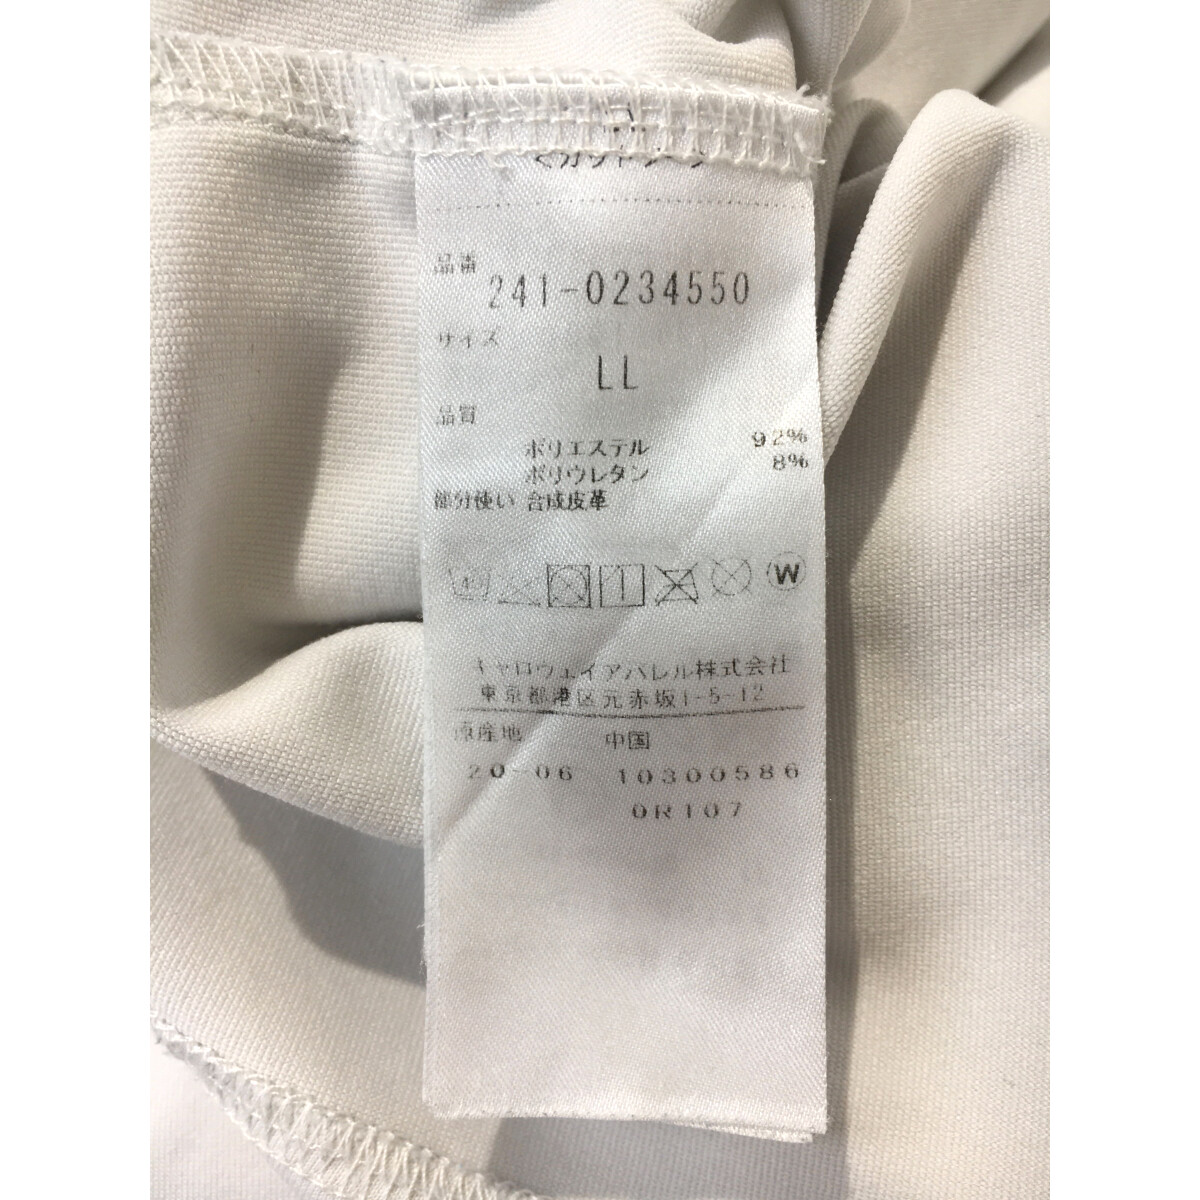 品番
241-0234550
サイズ
LL
品質
ポリエステル 92%
ポリウレタン 8%
部分使い 合成皮革
W
キャロウェイアパレル株式会社
東京都港区元赤坂1-5-12
原産地 中国
20-06 10300586
0R107